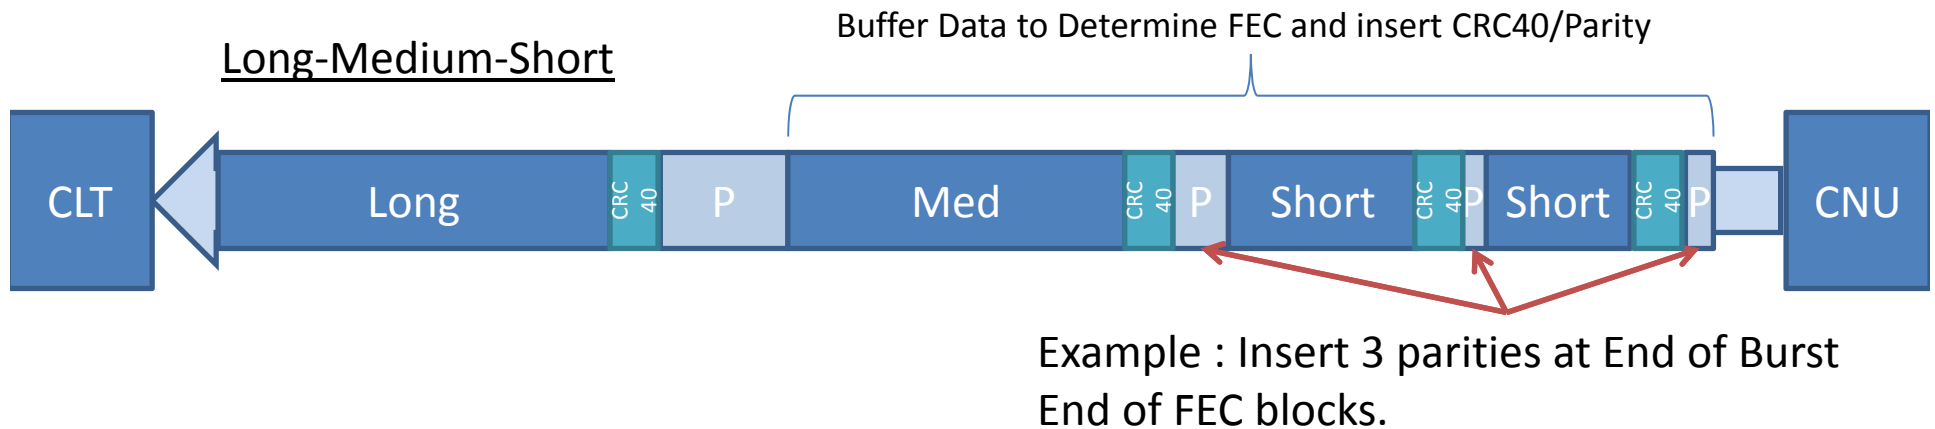 Buffer Data to Determine FEC and insert CRC40/Parity
Long-Medium-Short
CLT
Long
CRC
40
P
Med
CRC
40
P
Short
CRC
40
P
Short
CRC
40
P
CNU
Example : Insert 3 parities at End of Burst
End of FEC blocks.